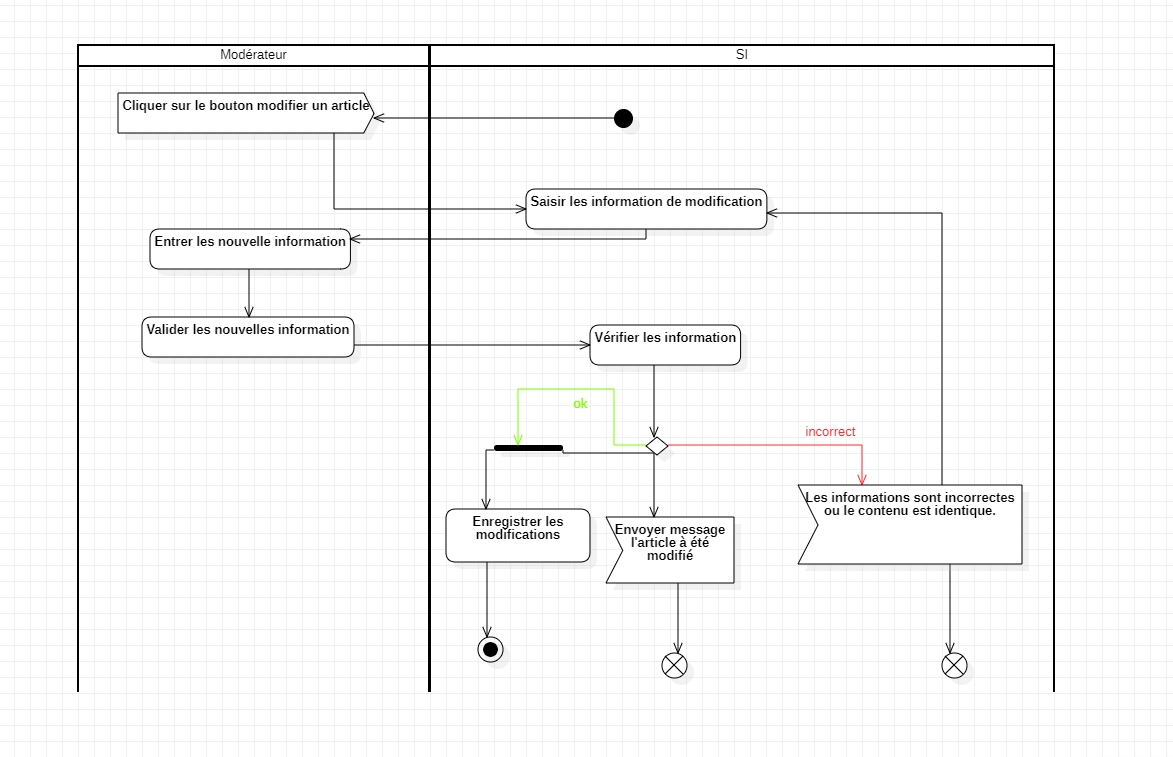 Modérateur
SI
Cliquer sur le bouton modifier un article
Saisir les information de modification
Entrer les nouvelle information
Valider les nouvelles information
Vérifier les information
ok
incorrect
Les informations sont incorrectes
ou le contenu est identique.
Enregistrer les
modifications
Envoyer message
l'article à été
modifié